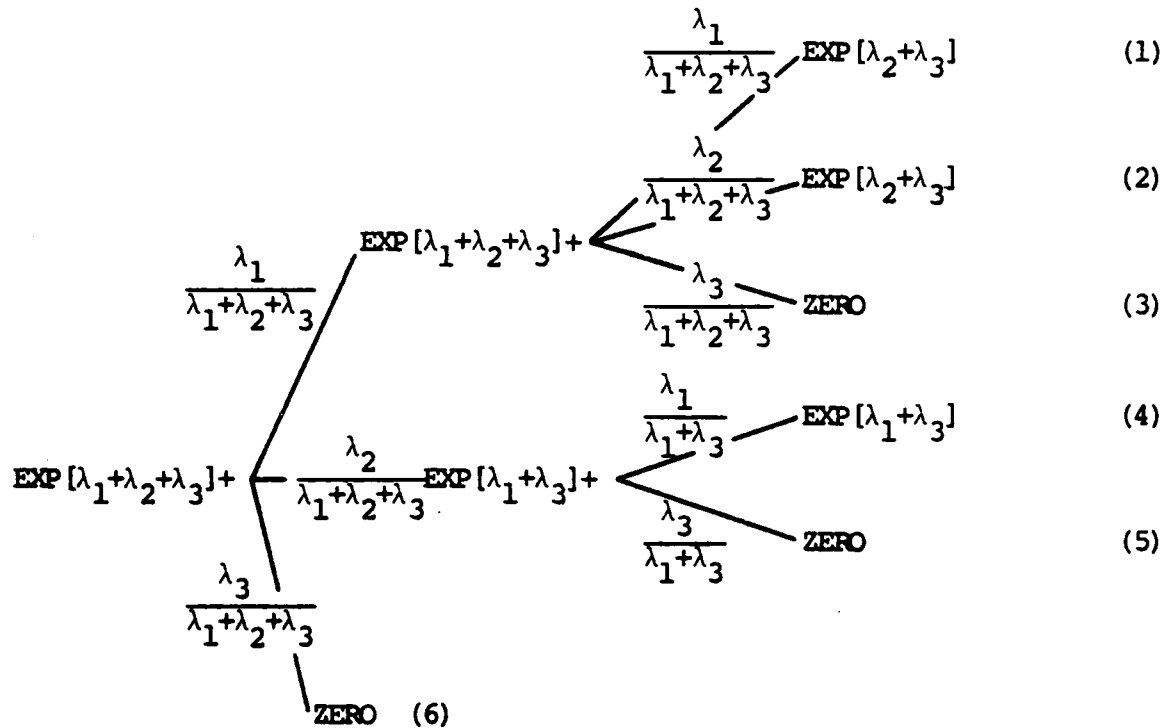 λ1
λ1+λ2+λ3 EXP[λ2+λ3] (1)
λ2
λ1+λ2+λ3 EXP[λ2+λ3] (2)
EXP[λ1+λ2+λ3]+
λ1
λ1+λ2+λ3
λ3
λ1+λ2+λ3 ZERO (3)
λ1
λ1+λ3 EXP[λ1+λ3] (4)
EXP[λ1+λ2+λ3]+
λ2
λ1+λ2+λ3 EXP[λ1+λ3]+
λ3
λ1+λ3 ZERO (5)
λ3
λ1+λ2+λ3
ZERO (6)